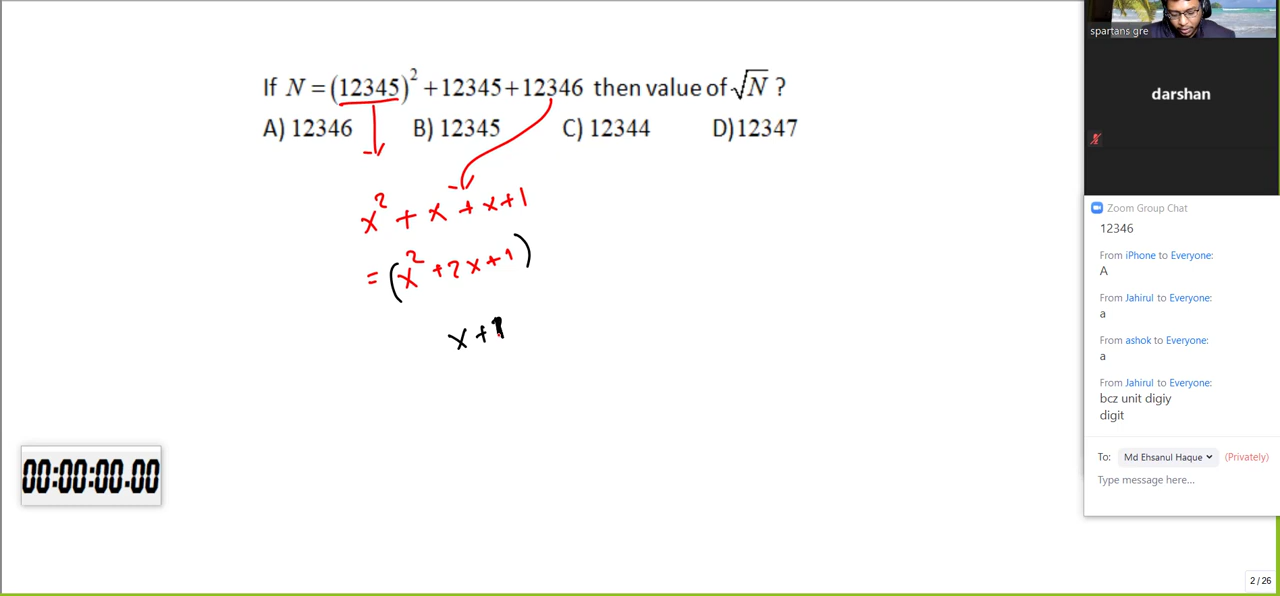 If N = (12345)² + 12345 + 12346 then value of √N ?
A) 12346 B) 12345 C) 12344 D) 12347
x² + x + x + 1
= (x² + 2x + 1)
x + 1
00:00:00.00
spartans gre
darshan
Zoom Group Chat
12346
From iPhone to Everyone:
A
From Jahirul to Everyone:
a
From ashok to Everyone:
a
From Jahirul to Everyone:
bcz unit digiy
digit
To: Md Ehsanul Haque (Privately)
Type message here...
2 / 26